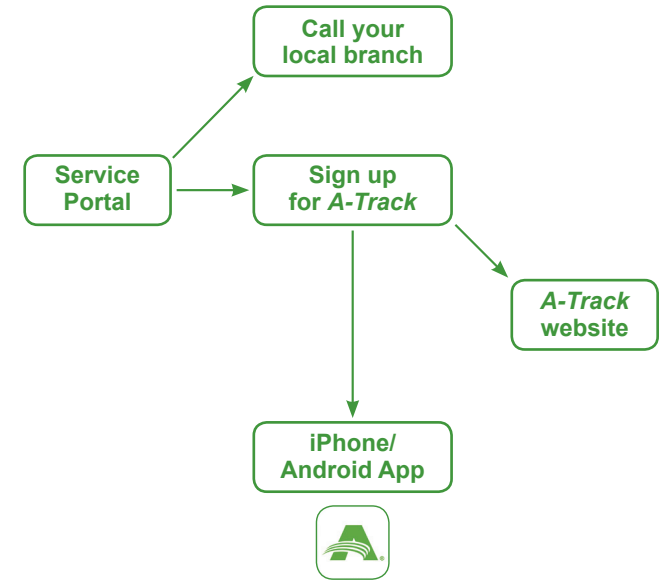 Call your
local branch
Service
Portal
Sign up
for A-Track
A-Track
website
iPhone/
Android App